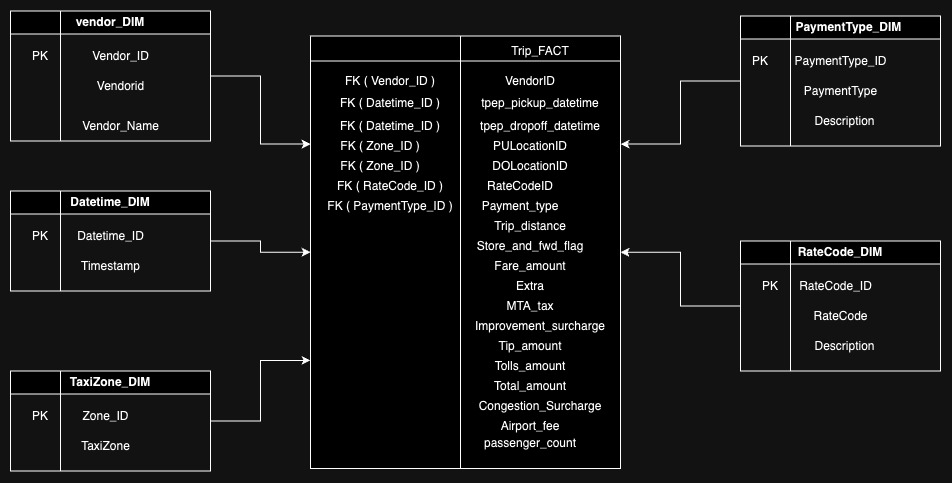 vendor_DIM
PK Vendor_ID
Vendorid
Vendor_Name
Datetime_DIM
PK Datetime_ID
Timestamp
TaxiZone_DIM
PK Zone_ID
TaxiZone
Trip_FACT
FK ( Vendor_ID ) VendorID
FK ( Datetime_ID ) tpep_pickup_datetime
FK ( Datetime_ID ) tpep_dropoff_datetime
FK ( Zone_ID ) PULocationID
FK ( Zone_ID ) DOLocationID
FK ( RateCode_ID ) RateCodeID
FK ( PaymentType_ID ) Payment_type
Trip_distance
Store_and_fwd_flag
Fare_amount
Extra
MTA_tax
Improvement_surcharge
Tip_amount
Tolls_amount
Total_amount
Congestion_Surcharge
Airport_fee
passenger_count
PaymentType_DIM
PK PaymentType_ID
PaymentType
Description
RateCode_DIM
PK RateCode_ID
RateCode
Description